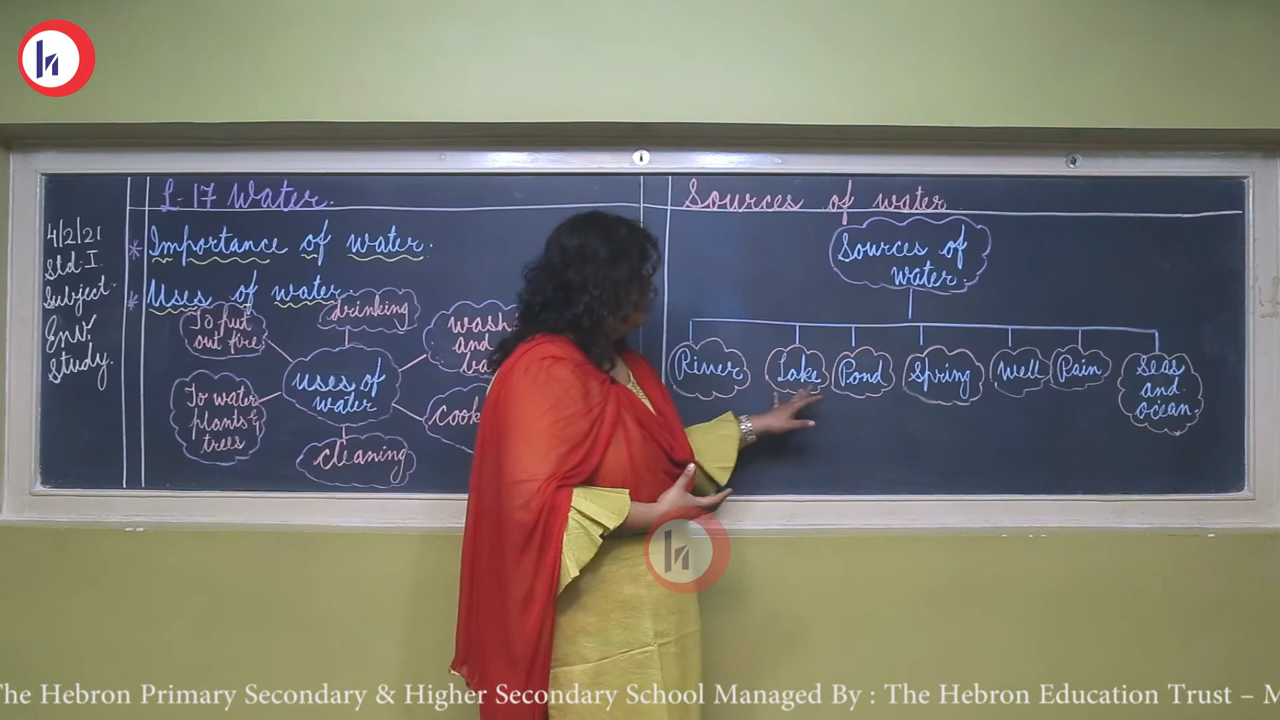 L-17 Water.
4/2/21
Std-I
Subject-
Env.
Study.
* Importance of water.
* Uses of water.
To put
out fire
drinking
wash
and
uses of
water
To water
plants &
trees
cook
cleaning
Sources of water
Sources of
water.
River
Lake
Pond
Spring
Well
Rain
Seas
and
ocean.
The Hebron Primary Secondary & Higher Secondary School Managed By : The Hebron Education Trust – M